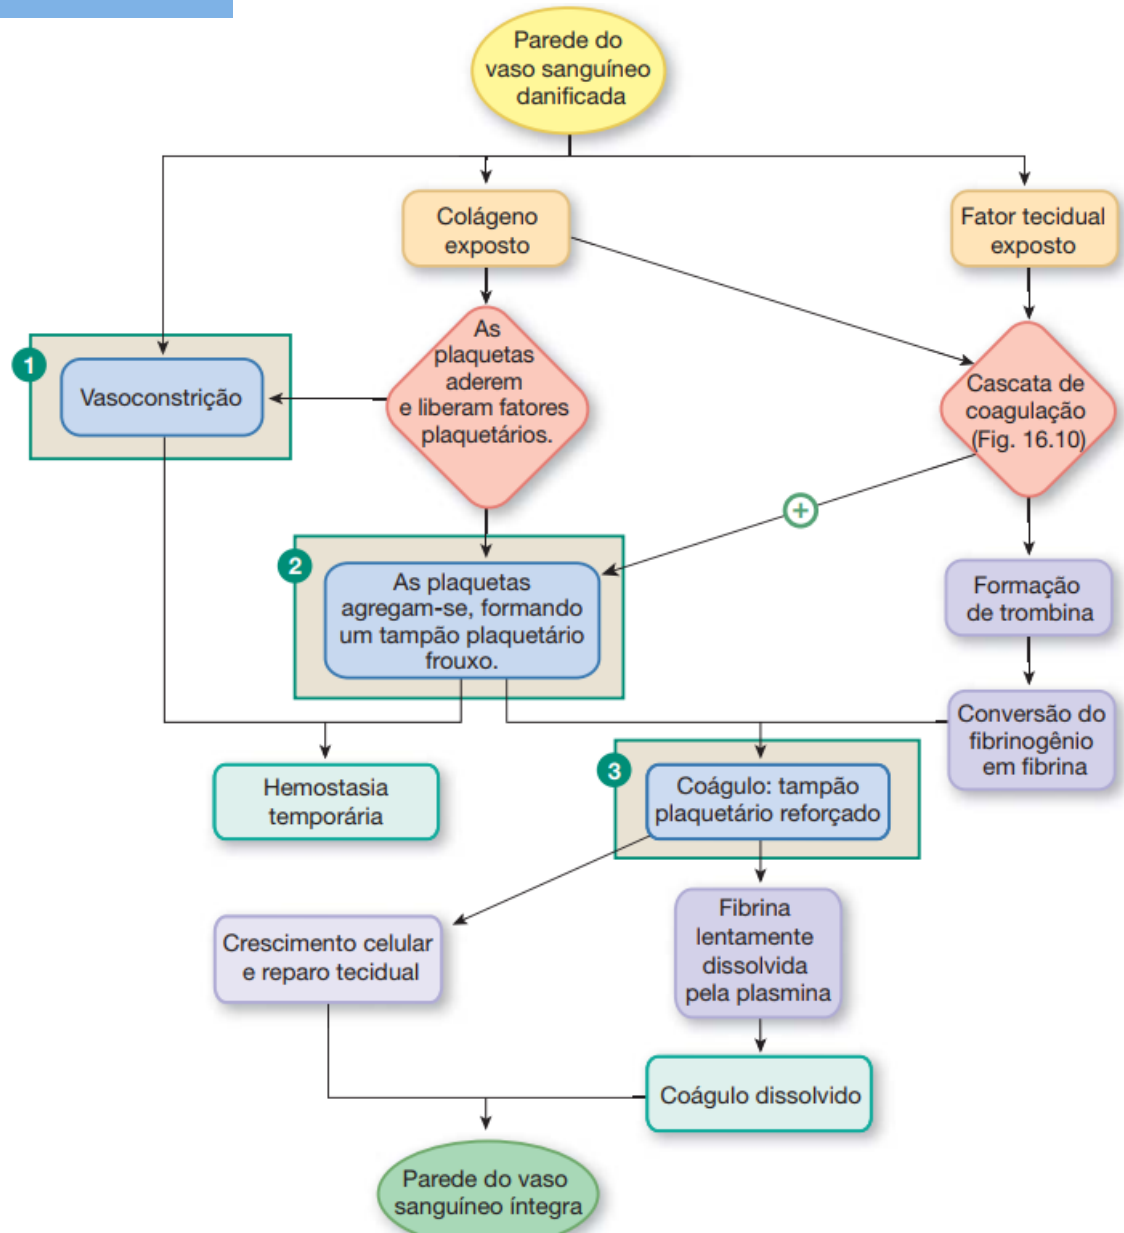 Parede do
vaso sanguíneo
danificada
Colágeno
exposto
Fator tecidual
exposto
1
Vasoconstrição
As
plaquetas
aderem
e liberam fatores
plaquetários.
Cascata de
coagulação
(Fig. 16.10)
+
2
As plaquetas
agregam-se, formando
um tampão plaquetário
frouxo.
Formação
de trombina
Conversão do
fibrinogênio
em fibrina
Hemostasia
temporária
3
Coágulo: tampão
plaquetário reforçado
Crescimento celular
e reparo tecidual
Fibrina
lentamente
dissolvida
pela plasmina
Coágulo dissolvido
Parede do vaso
sanguíneo íntegra